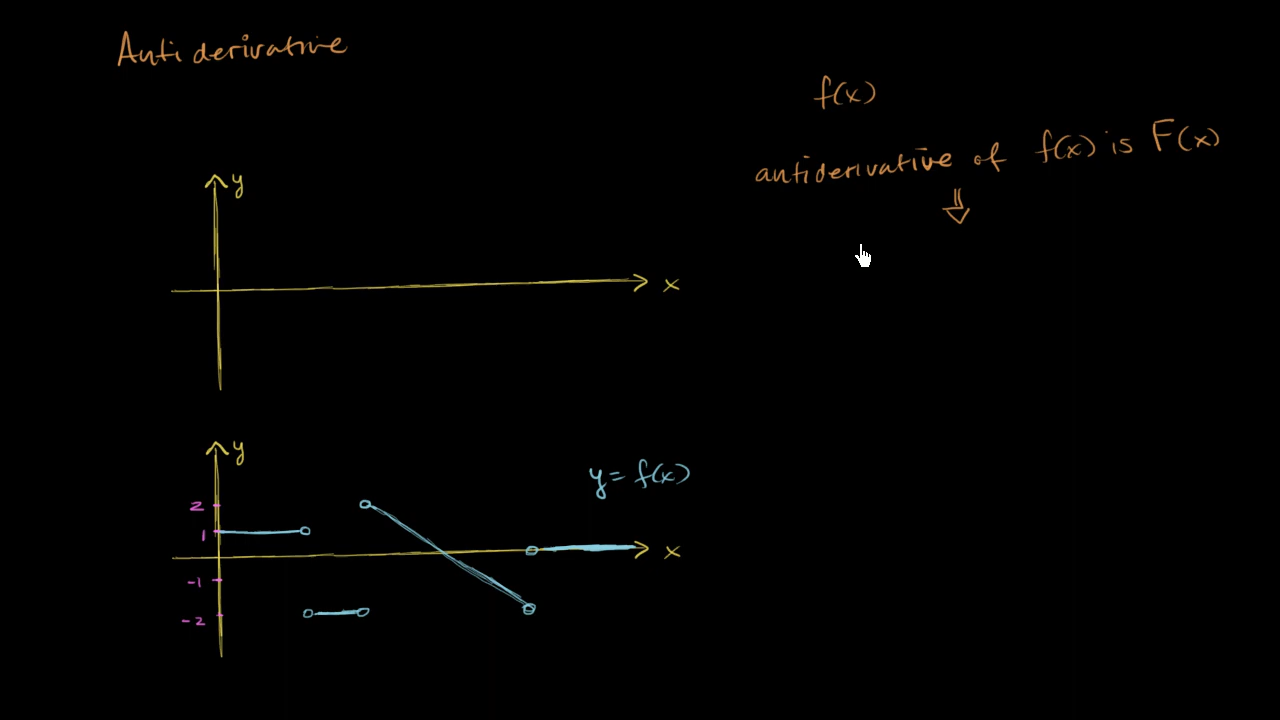 Antiderivative
f(x)
antiderivative of f(x) is F(x)
⇓
y
x
y
y = f(x)
2
1
x
-1
-2